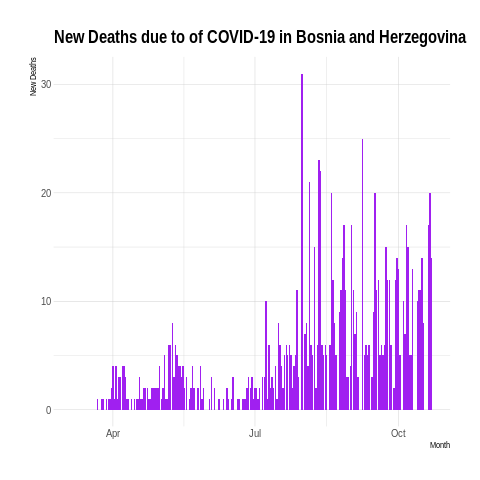 New Deaths due to of COVID-19 in Bosnia and Herzegovina
New Deaths
30
20
10
0
Apr
Jul
Oct
Month